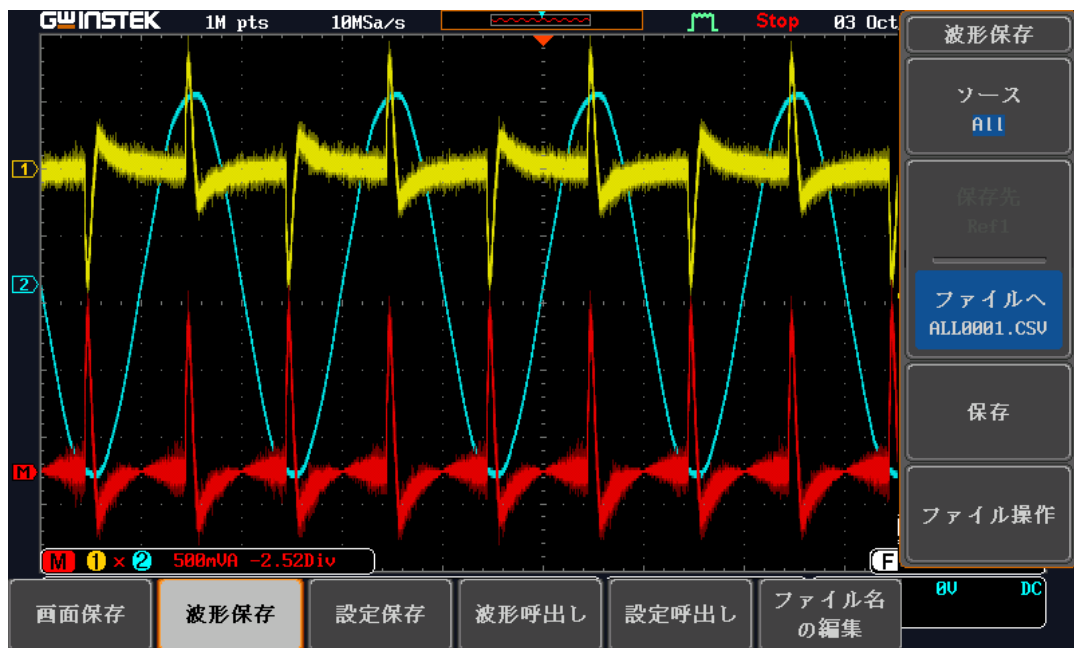 GWINSTEK 1M pts 10MSa/s Stop 03 Oct
波形保存
ソース
All
保存先
Ref1
ファイルへ
ALL0001.CSV
保存
ファイル操作
1
2
M
M 1 × 2 500mVA -2.52Div
F
0V DC
画面保存
波形保存
設定保存
波形呼出し
設定呼出し
ファイル名
の編集